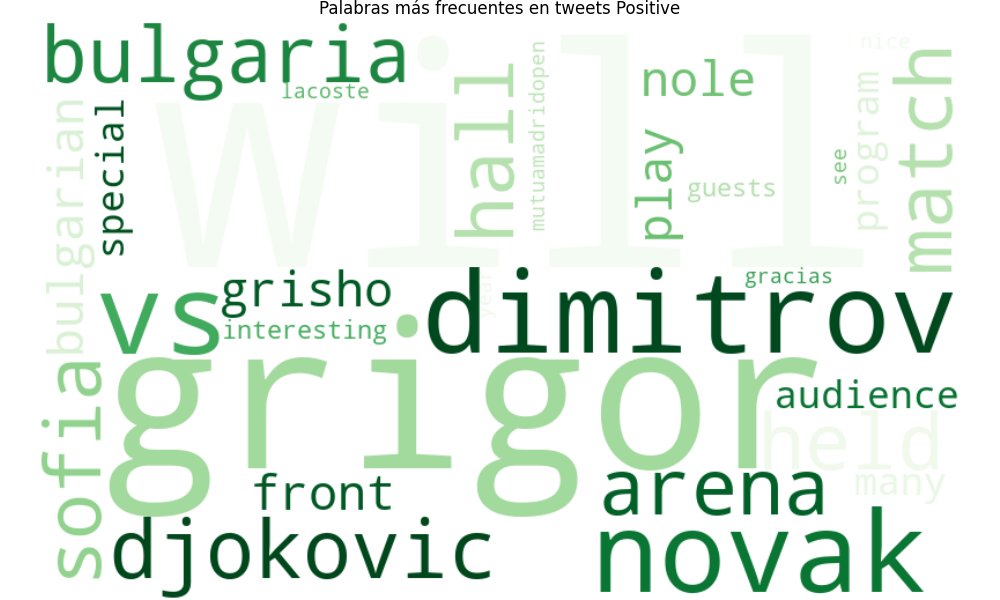 Palabras más frecuentes en tweets Positive
bulgaria
will
nice
lacoste
hall
mutuamadridopen
nole
match
special
bulgarian
play
see
program
guests
vs
grisho
dimitrov
gracias
year
interesting
grigor
sofia
audience
held
front
arena
many
djokovic
novak